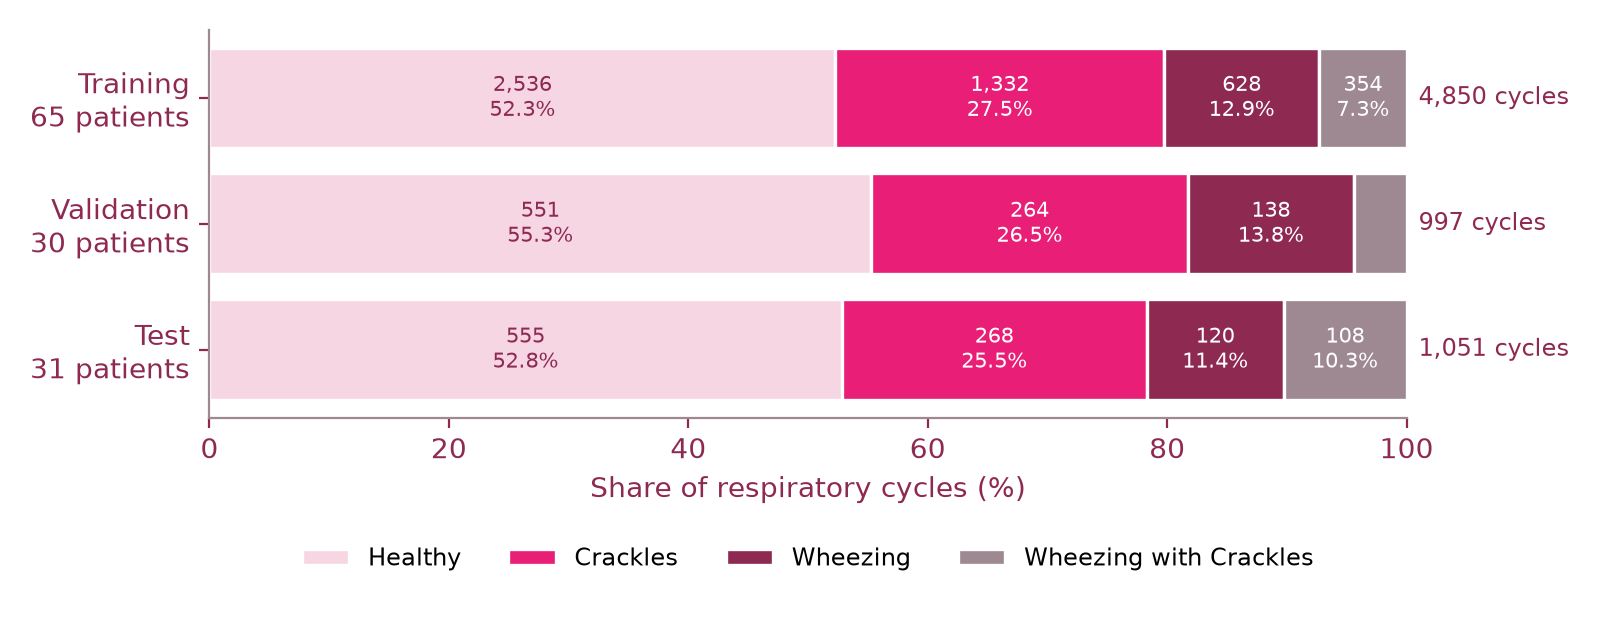 Training
65 patients
2,536
52.3%
1,332
27.5%
628
12.9%
354
7.3%
4,850 cycles
Validation
30 patients
551
55.3%
264
26.5%
138
13.8%
997 cycles
Test
31 patients
555
52.8%
268
25.5%
120
11.4%
108
10.3%
1,051 cycles
0 20 40 60 80 100
Share of respiratory cycles (%)
Healthy Crackles Wheezing Wheezing with Crackles